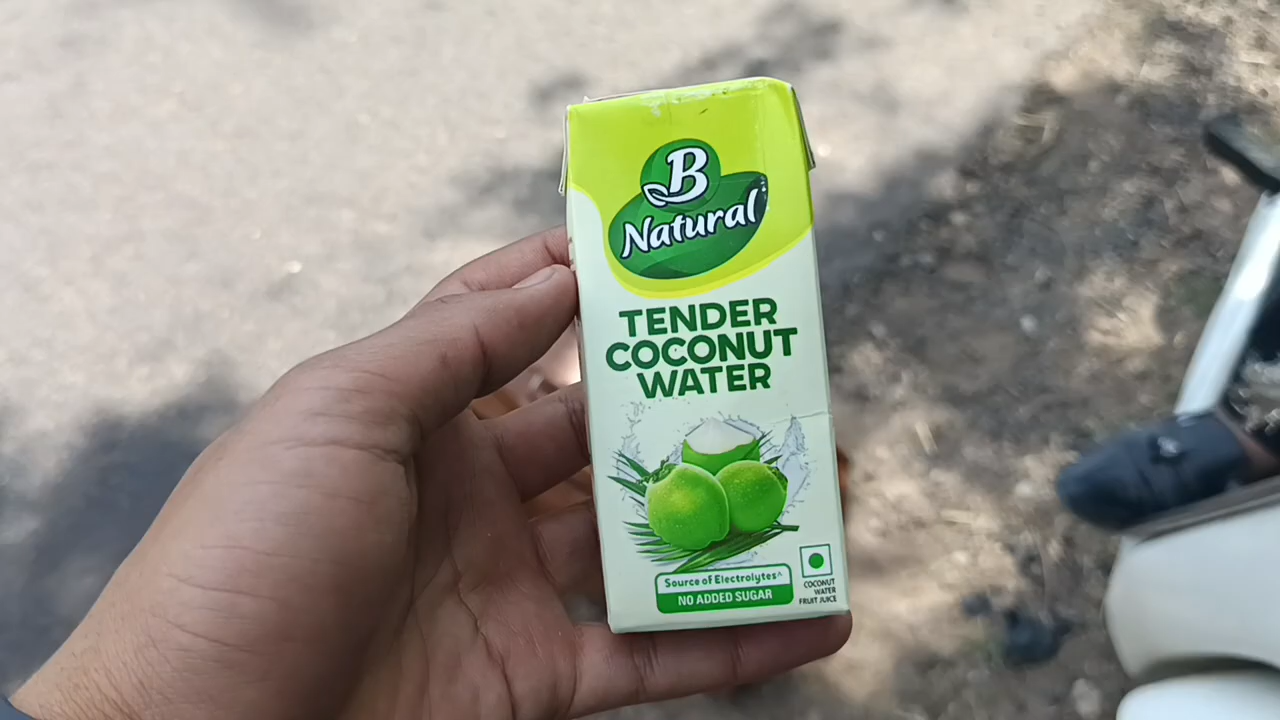 B
Natural
TENDER
COCONUT
WATER
Source of Electrolytes^
NO ADDED SUGAR
COCONUT
WATER
FRUIT JUICE